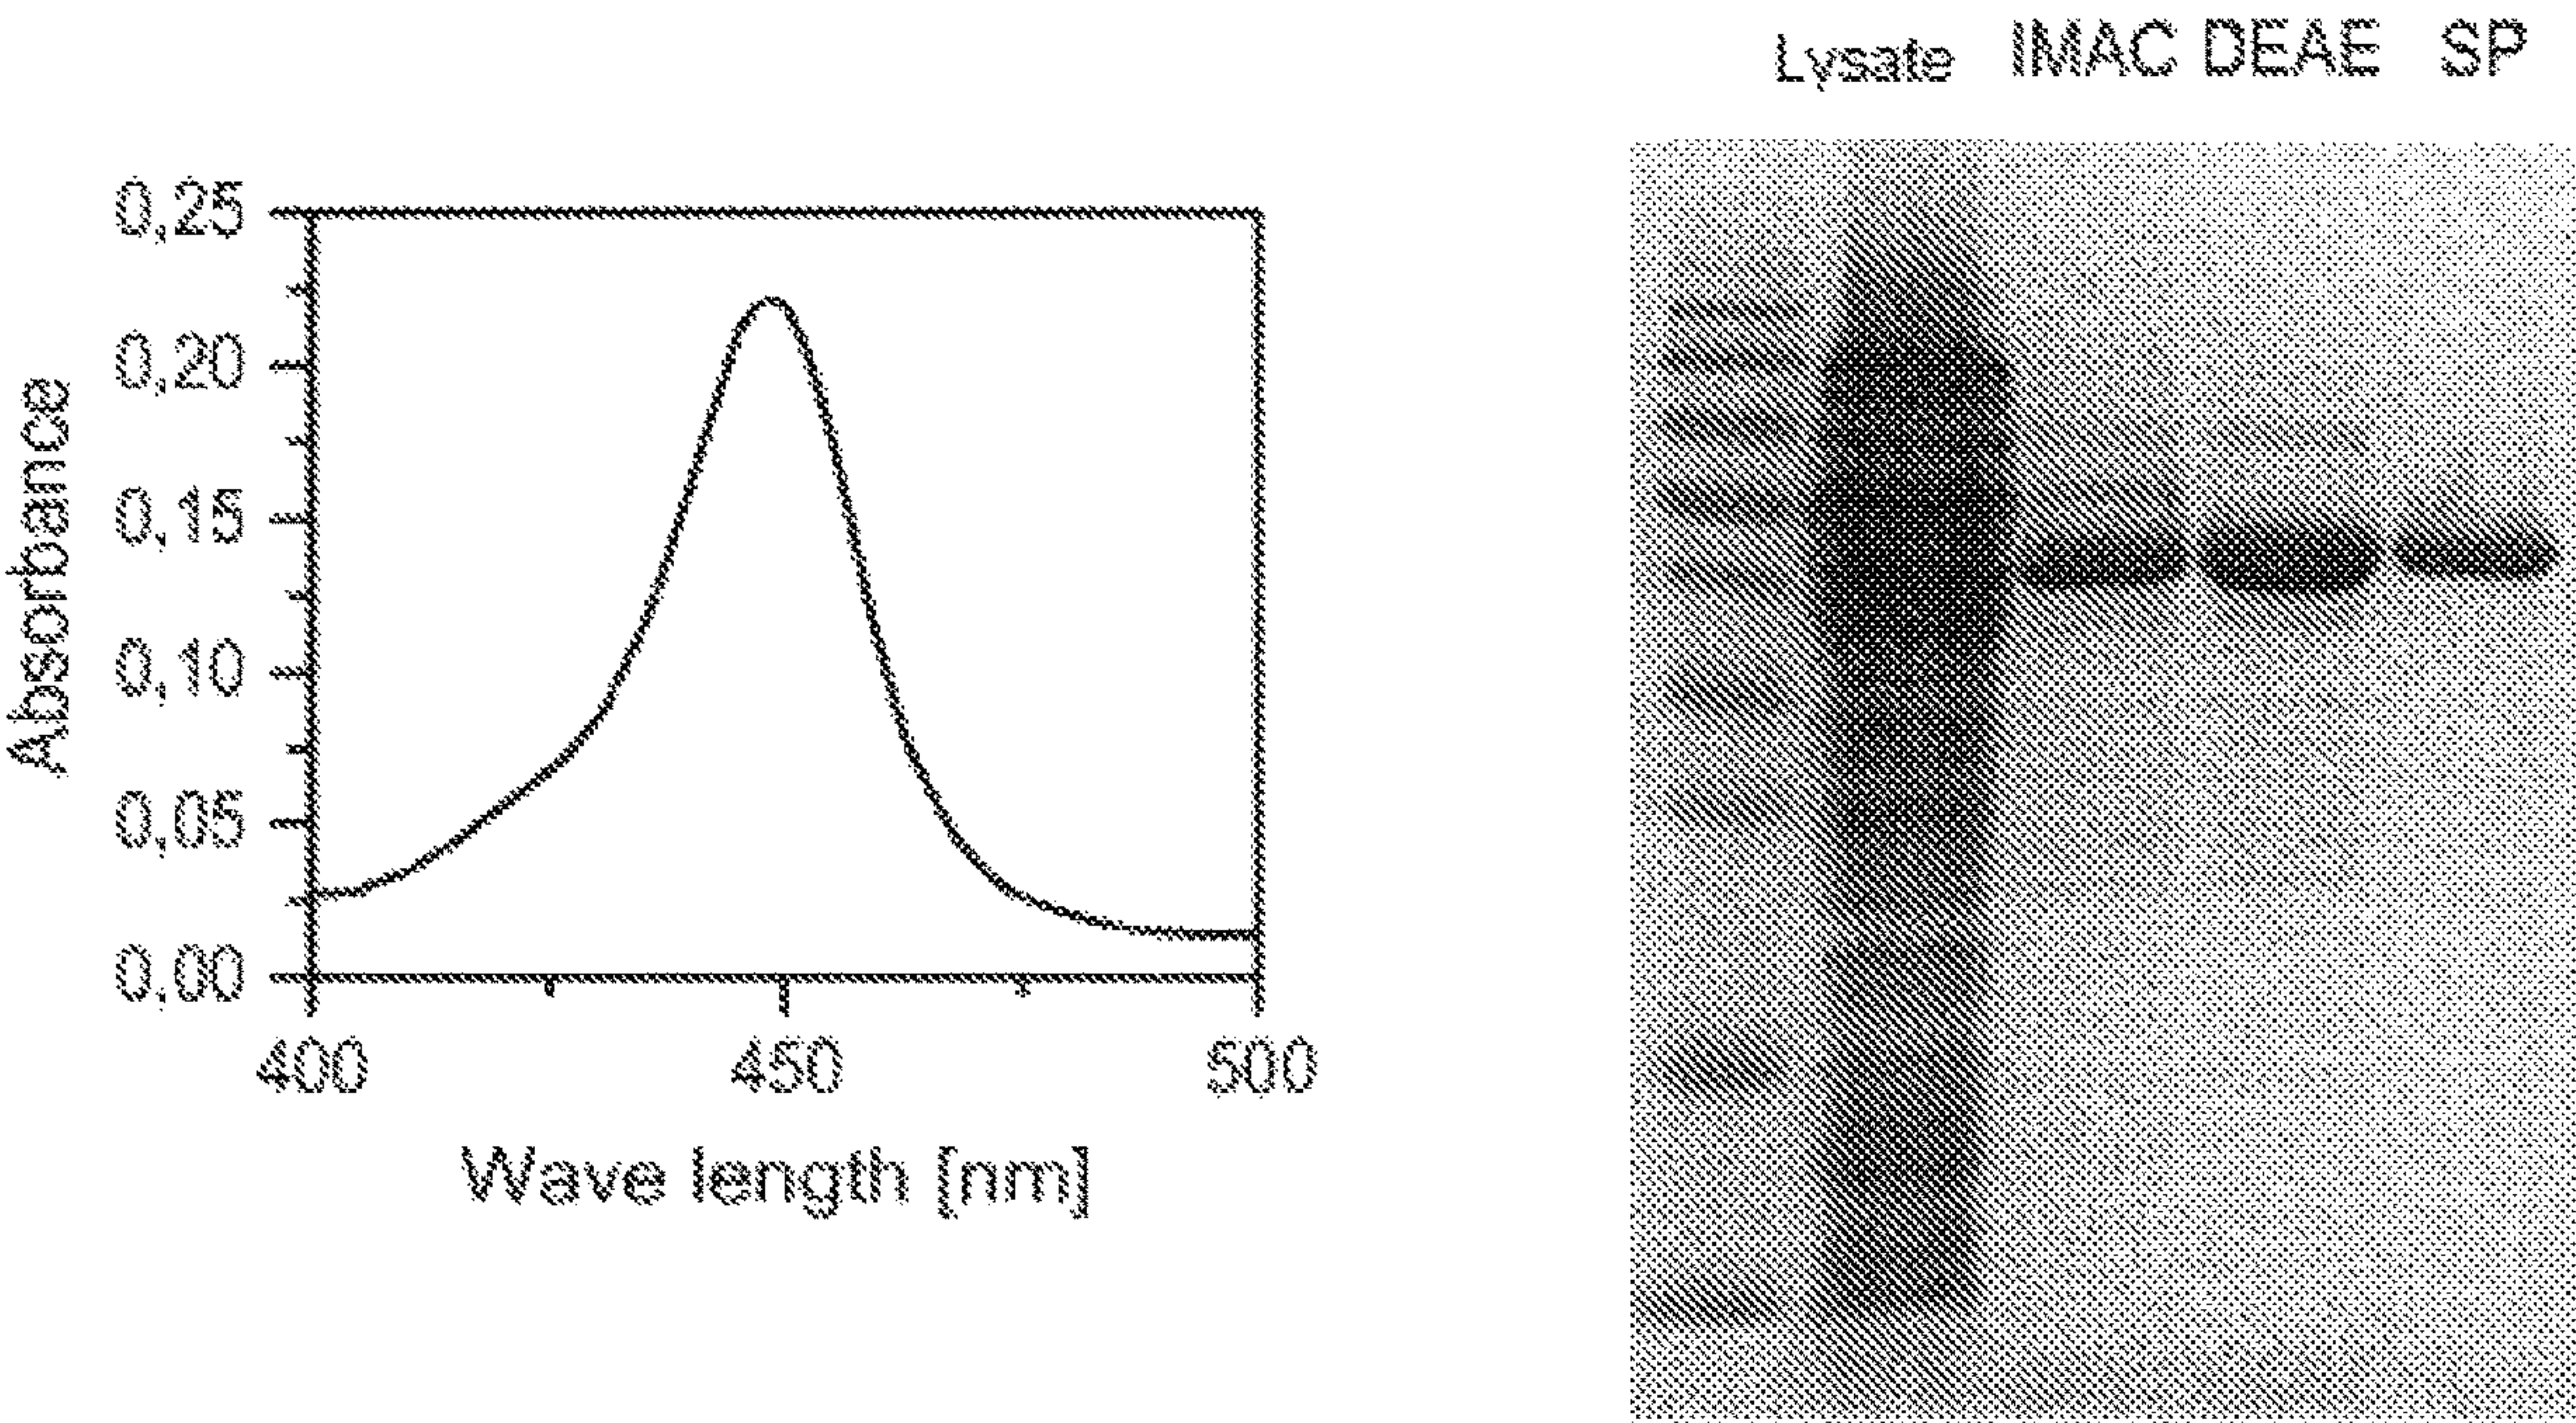 Lysate IMAC DEAE SP
0,25
0,20
0,15
0,10
0,05
0,00
Absorbance
400 450 500
Wave length [nm]